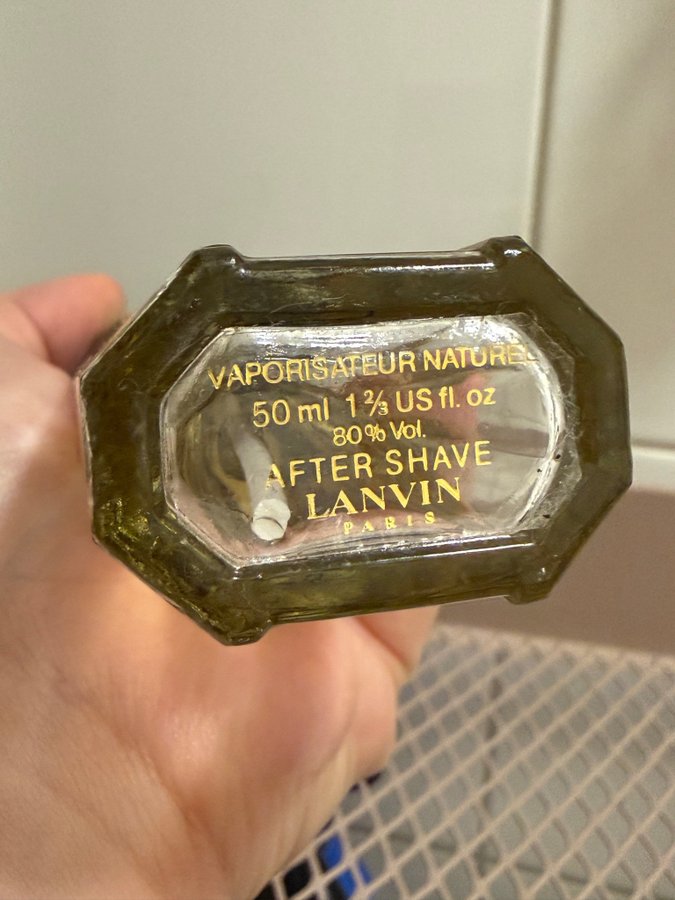 VAPORISATEUR NATUREL
50 ml 1⅔ US fl. oz
80% Vol.
AFTER SHAVE
LANVIN
PARIS